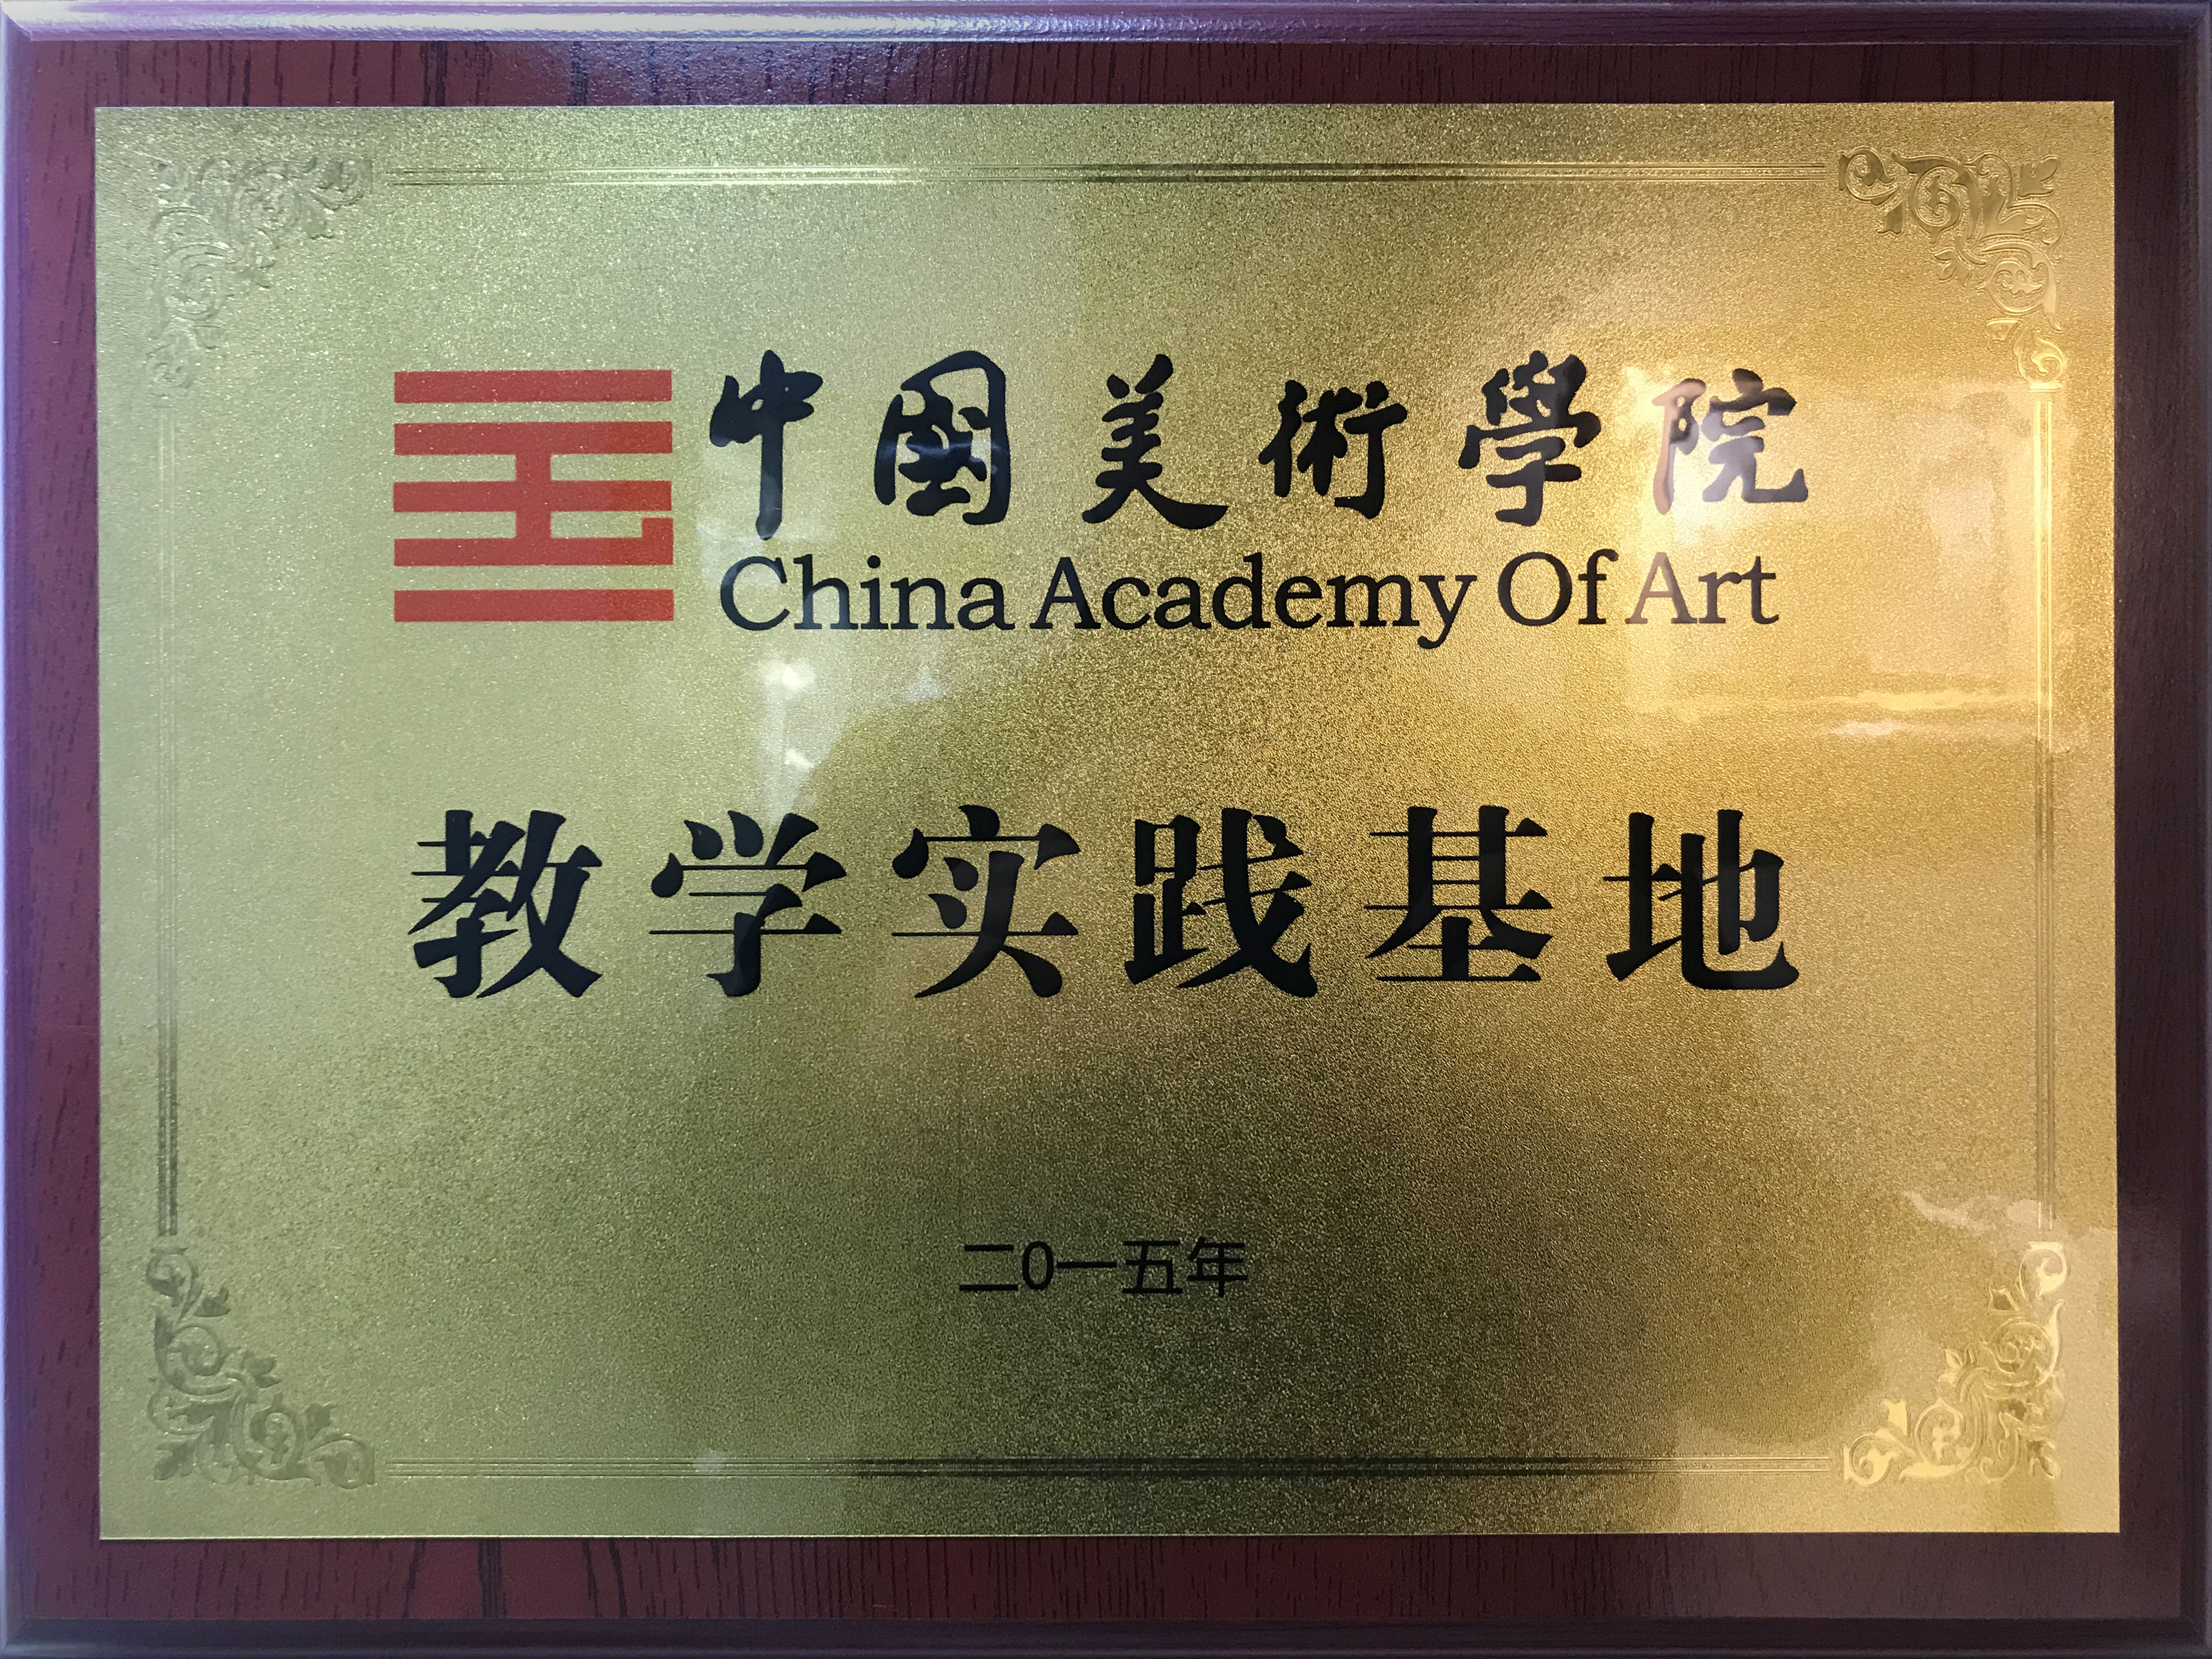 中國美術學院
China Academy Of Art
教学实践基地
二0一五年